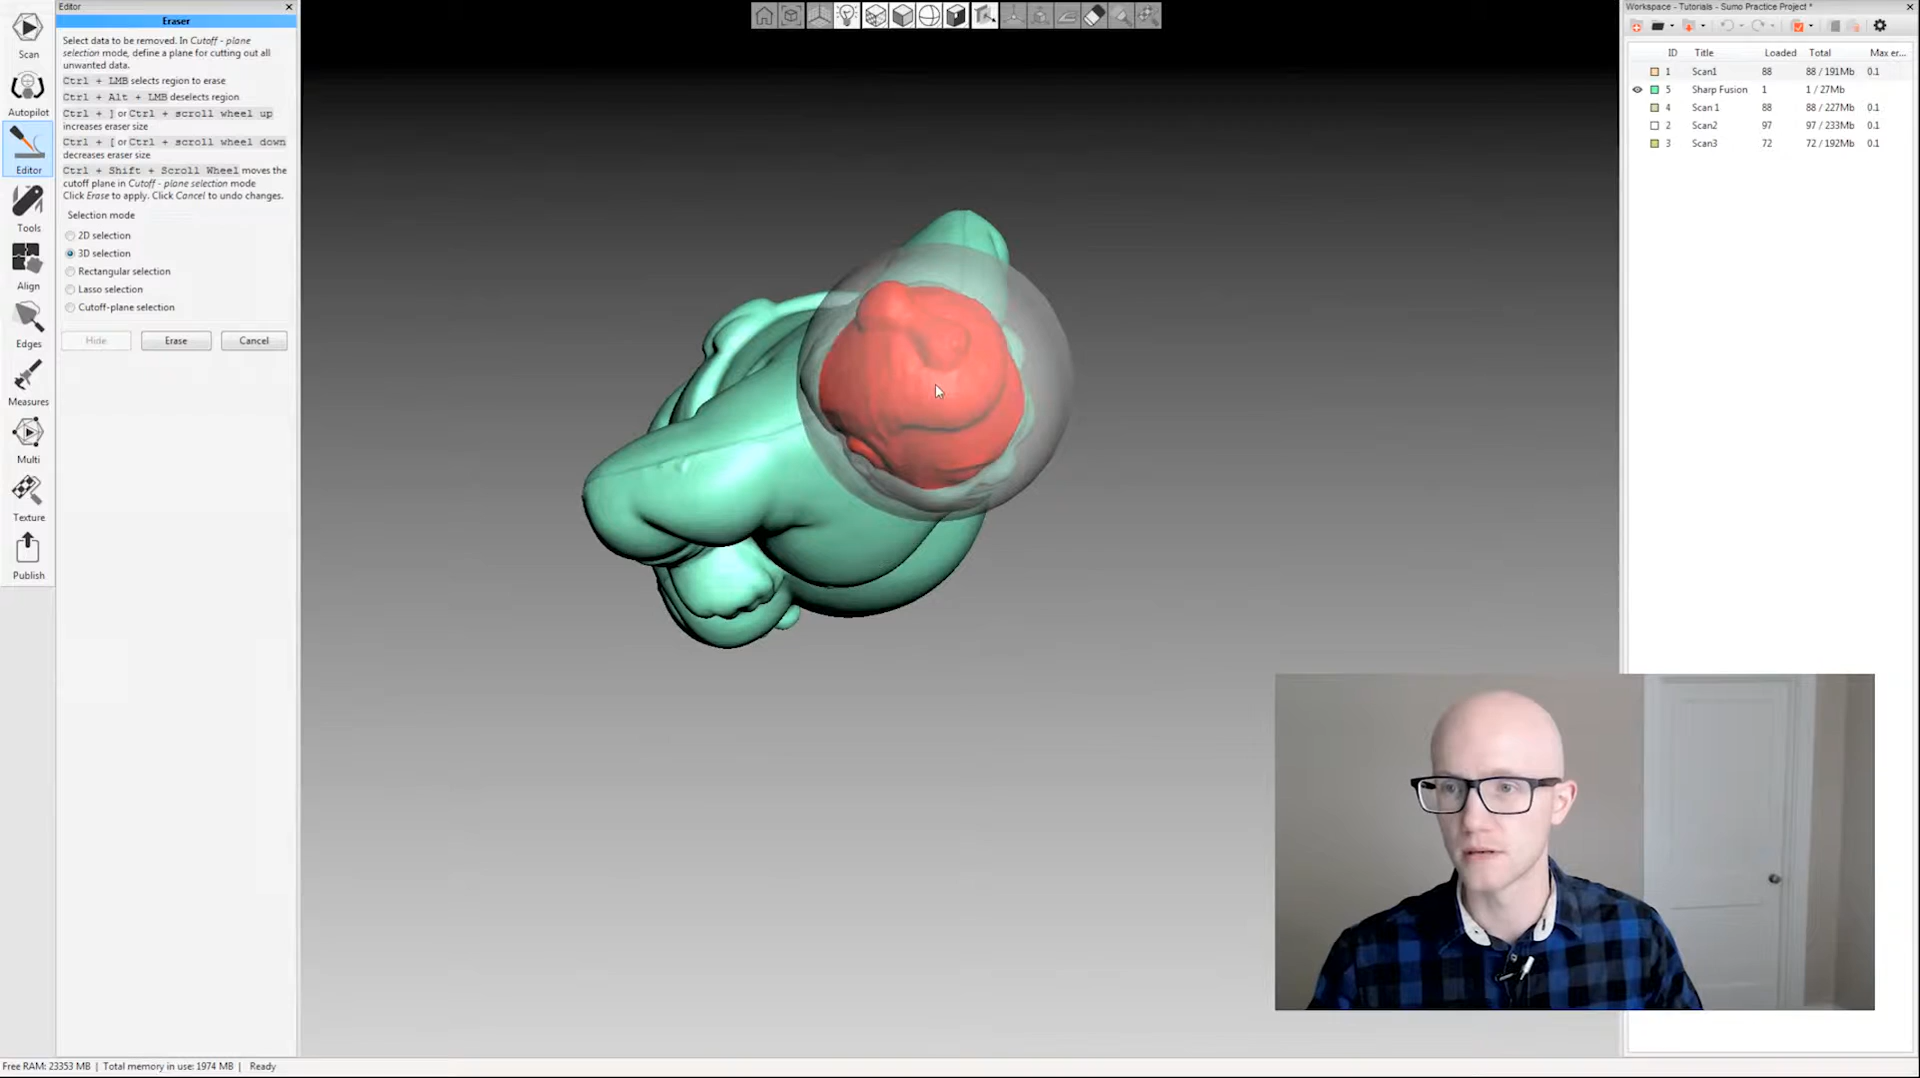 Editor
Eraser
Select data to be removed. In Cutoff - plane
selection mode, define a plane for cutting out all
unwanted data.
Ctrl + LMB selects region to erase
Ctrl + Alt + LMB deselects region
Ctrl + ] or Ctrl + scroll wheel up
increases eraser size
Ctrl + [ or Ctrl + scroll wheel down
decreases eraser size
Ctrl + Shift + Scroll Wheel moves the
cutoff plane in Cutoff - plane selection mode
Click Erase to apply. Click Cancel to undo changes.
Selection mode
2D selection
3D selection
Rectangular selection
Lasso selection
Cutoff-plane selection
Hide Erase Cancel
Scan
Autopilot
Editor
Tools
Align
Edges
Measures
Multi
Texture
Publish
Workspace - Tutorials - Sumo Practice Project *
ID Title Loaded Total Max er...
1 Scan1 88 88 / 191Mb 0.1
5 Sharp Fusion 1 1 / 27Mb
4 Scan 1 88 88 / 227Mb 0.1
2 Scan2 97 97 / 233Mb 0.1
3 Scan3 72 72 / 192Mb 0.1
Free RAM: 23353 MB | Total memory in use: 1974 MB | Ready